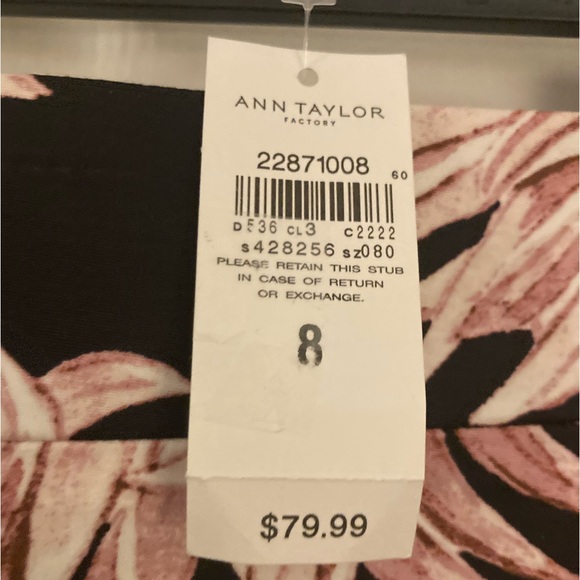 ANN TAYLOR
FACTORY
22871008 60
D 536 CL3 C2222
S428256 SZ080
PLEASE RETAIN THIS STUB
IN CASE OF RETURN
OR EXCHANGE.
8
$79.99